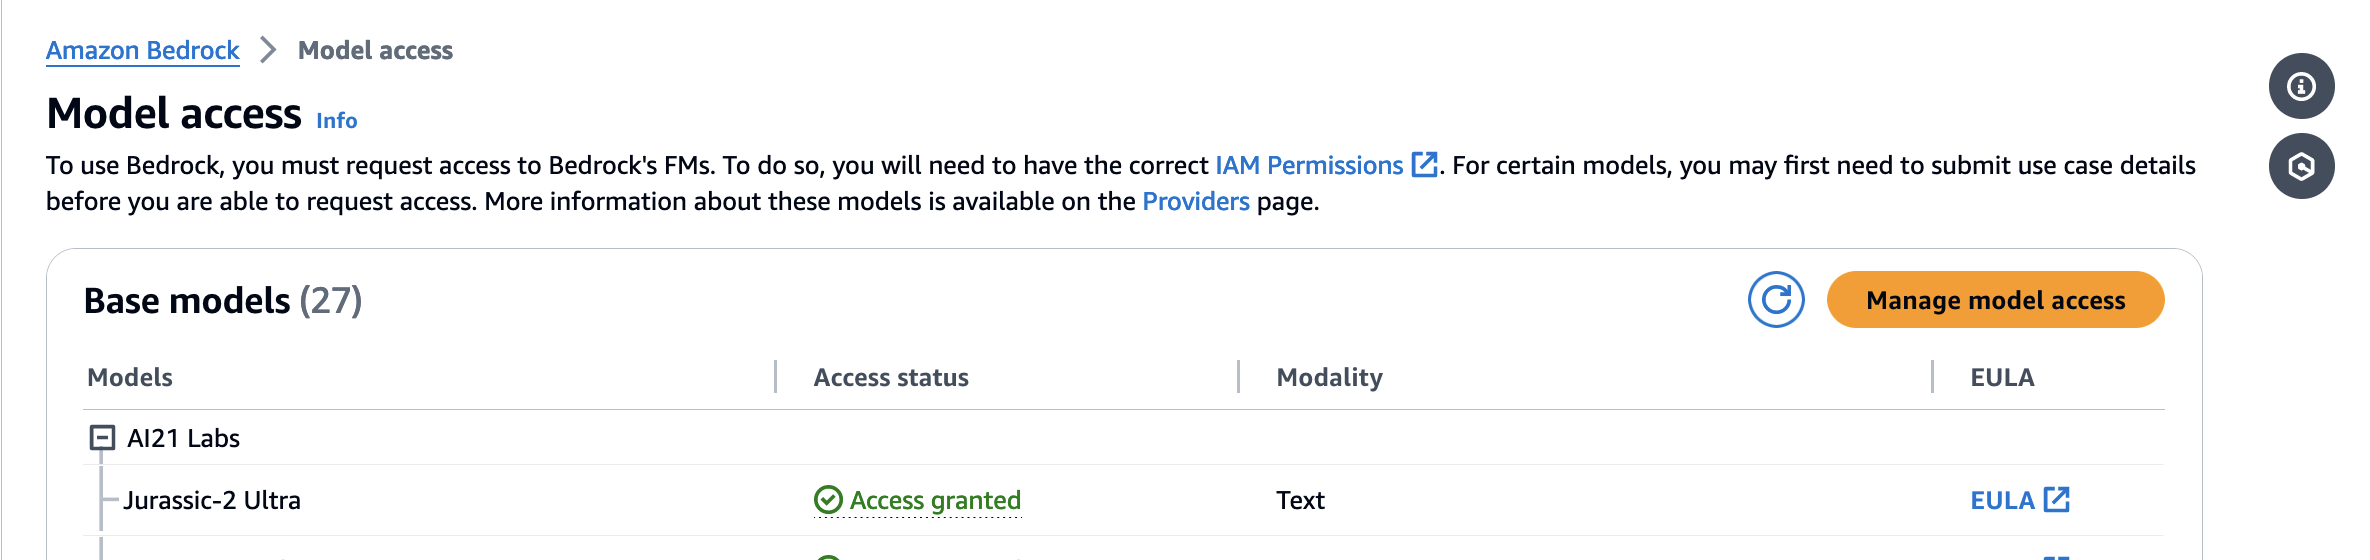 Amazon Bedrock > Model access
Model access Info
To use Bedrock, you must request access to Bedrock's FMs. To do so, you will need to have the correct IAM Permissions. For certain models, you may first need to submit use case details
before you are able to request access. More information about these models is available on the Providers page.
Base models (27)
Manage model access
Models Access status Modality EULA
AI21 Labs
Jurassic-2 Ultra Access granted Text EULA